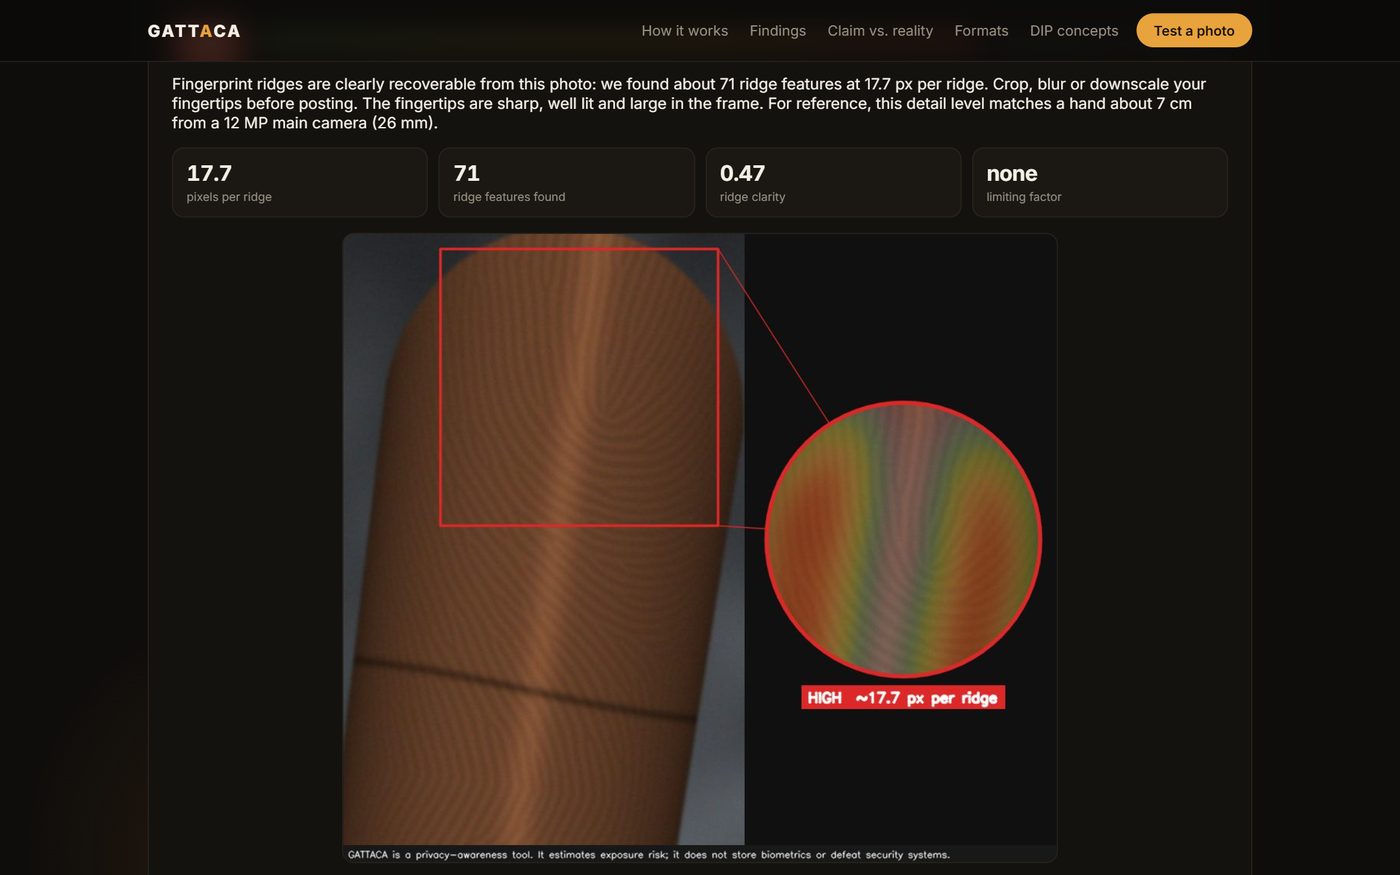 GATTACA
How it works
Findings
Claim vs. reality
Formats
DIP concepts
Test a photo
Fingerprint ridges are clearly recoverable from this photo: we found about 71 ridge features at 17.7 px per ridge. Crop, blur or downscale your
fingertips before posting. The fingertips are sharp, well lit and large in the frame. For reference, this detail level matches a hand about 7 cm
from a 12 MP main camera (26 mm).
17.7
pixels per ridge
71
ridge features found
0.47
ridge clarity
none
limiting factor
HIGH ~17.7 px per ridge
GATTACA is a privacy-awareness tool. It estimates exposure risk; it does not store biometrics or defeat security systems.